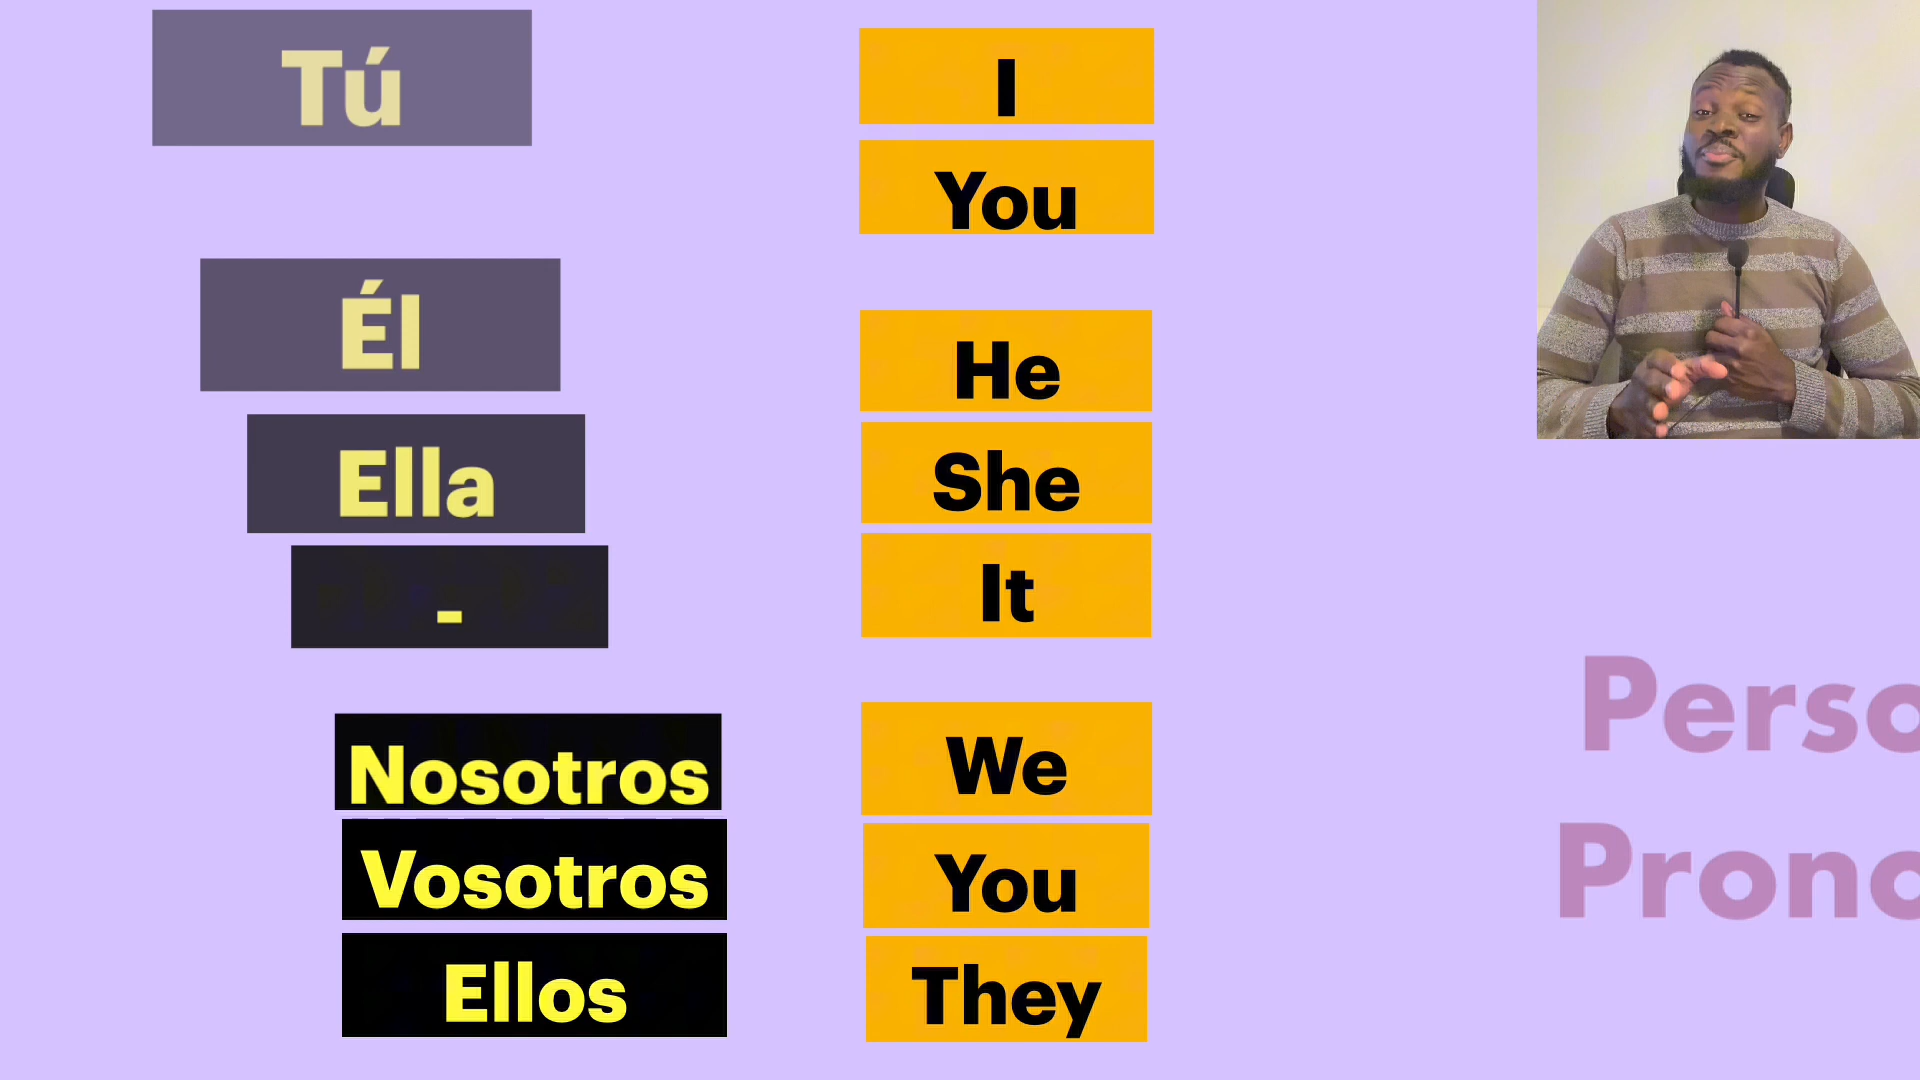 Tú
Él
Ella
-
Nosotros
Vosotros
Ellos
I
You
He
She
It
We
You
They
Perso
Prono